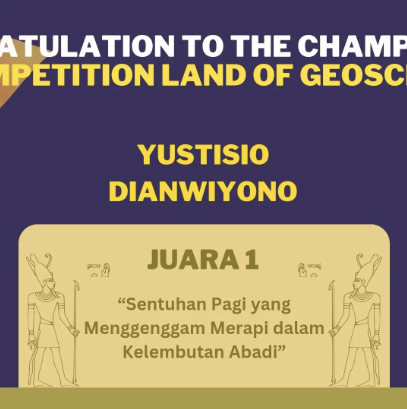 ATULATION TO THE CHAMP
MPETITION LAND OF GEOSC
YUSTISIO
DIANWIYONO
JUARA 1
“Sentuhan Pagi yang
Menggenggam Merapi dalam
Kelembutan Abadi”